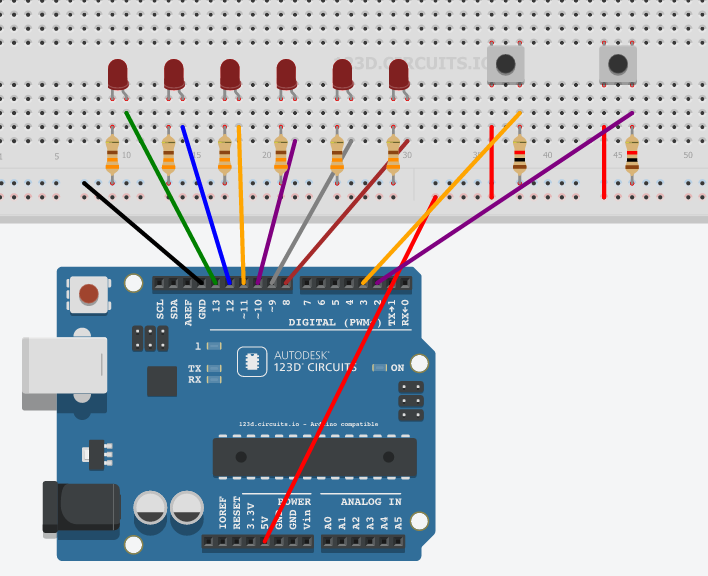 123D.CIRCUITS.IO
5 10 15 20 25 30 35 40 45 50
SCL
SDA
AREF
GND
13
12
~11
~10
~9
8
7
6
5
4
3
2
TX→1
RX←0
DIGITAL (PWM~)
1
TX
RX
AUTODESK
123D CIRCUITS
ON
123d.circuits.io - Arduino compatible
POWER
ANALOG IN
IOREF
RESET
3.3V
5V
GND
GND
Vin
A0
A1
A2
A3
A4
A5